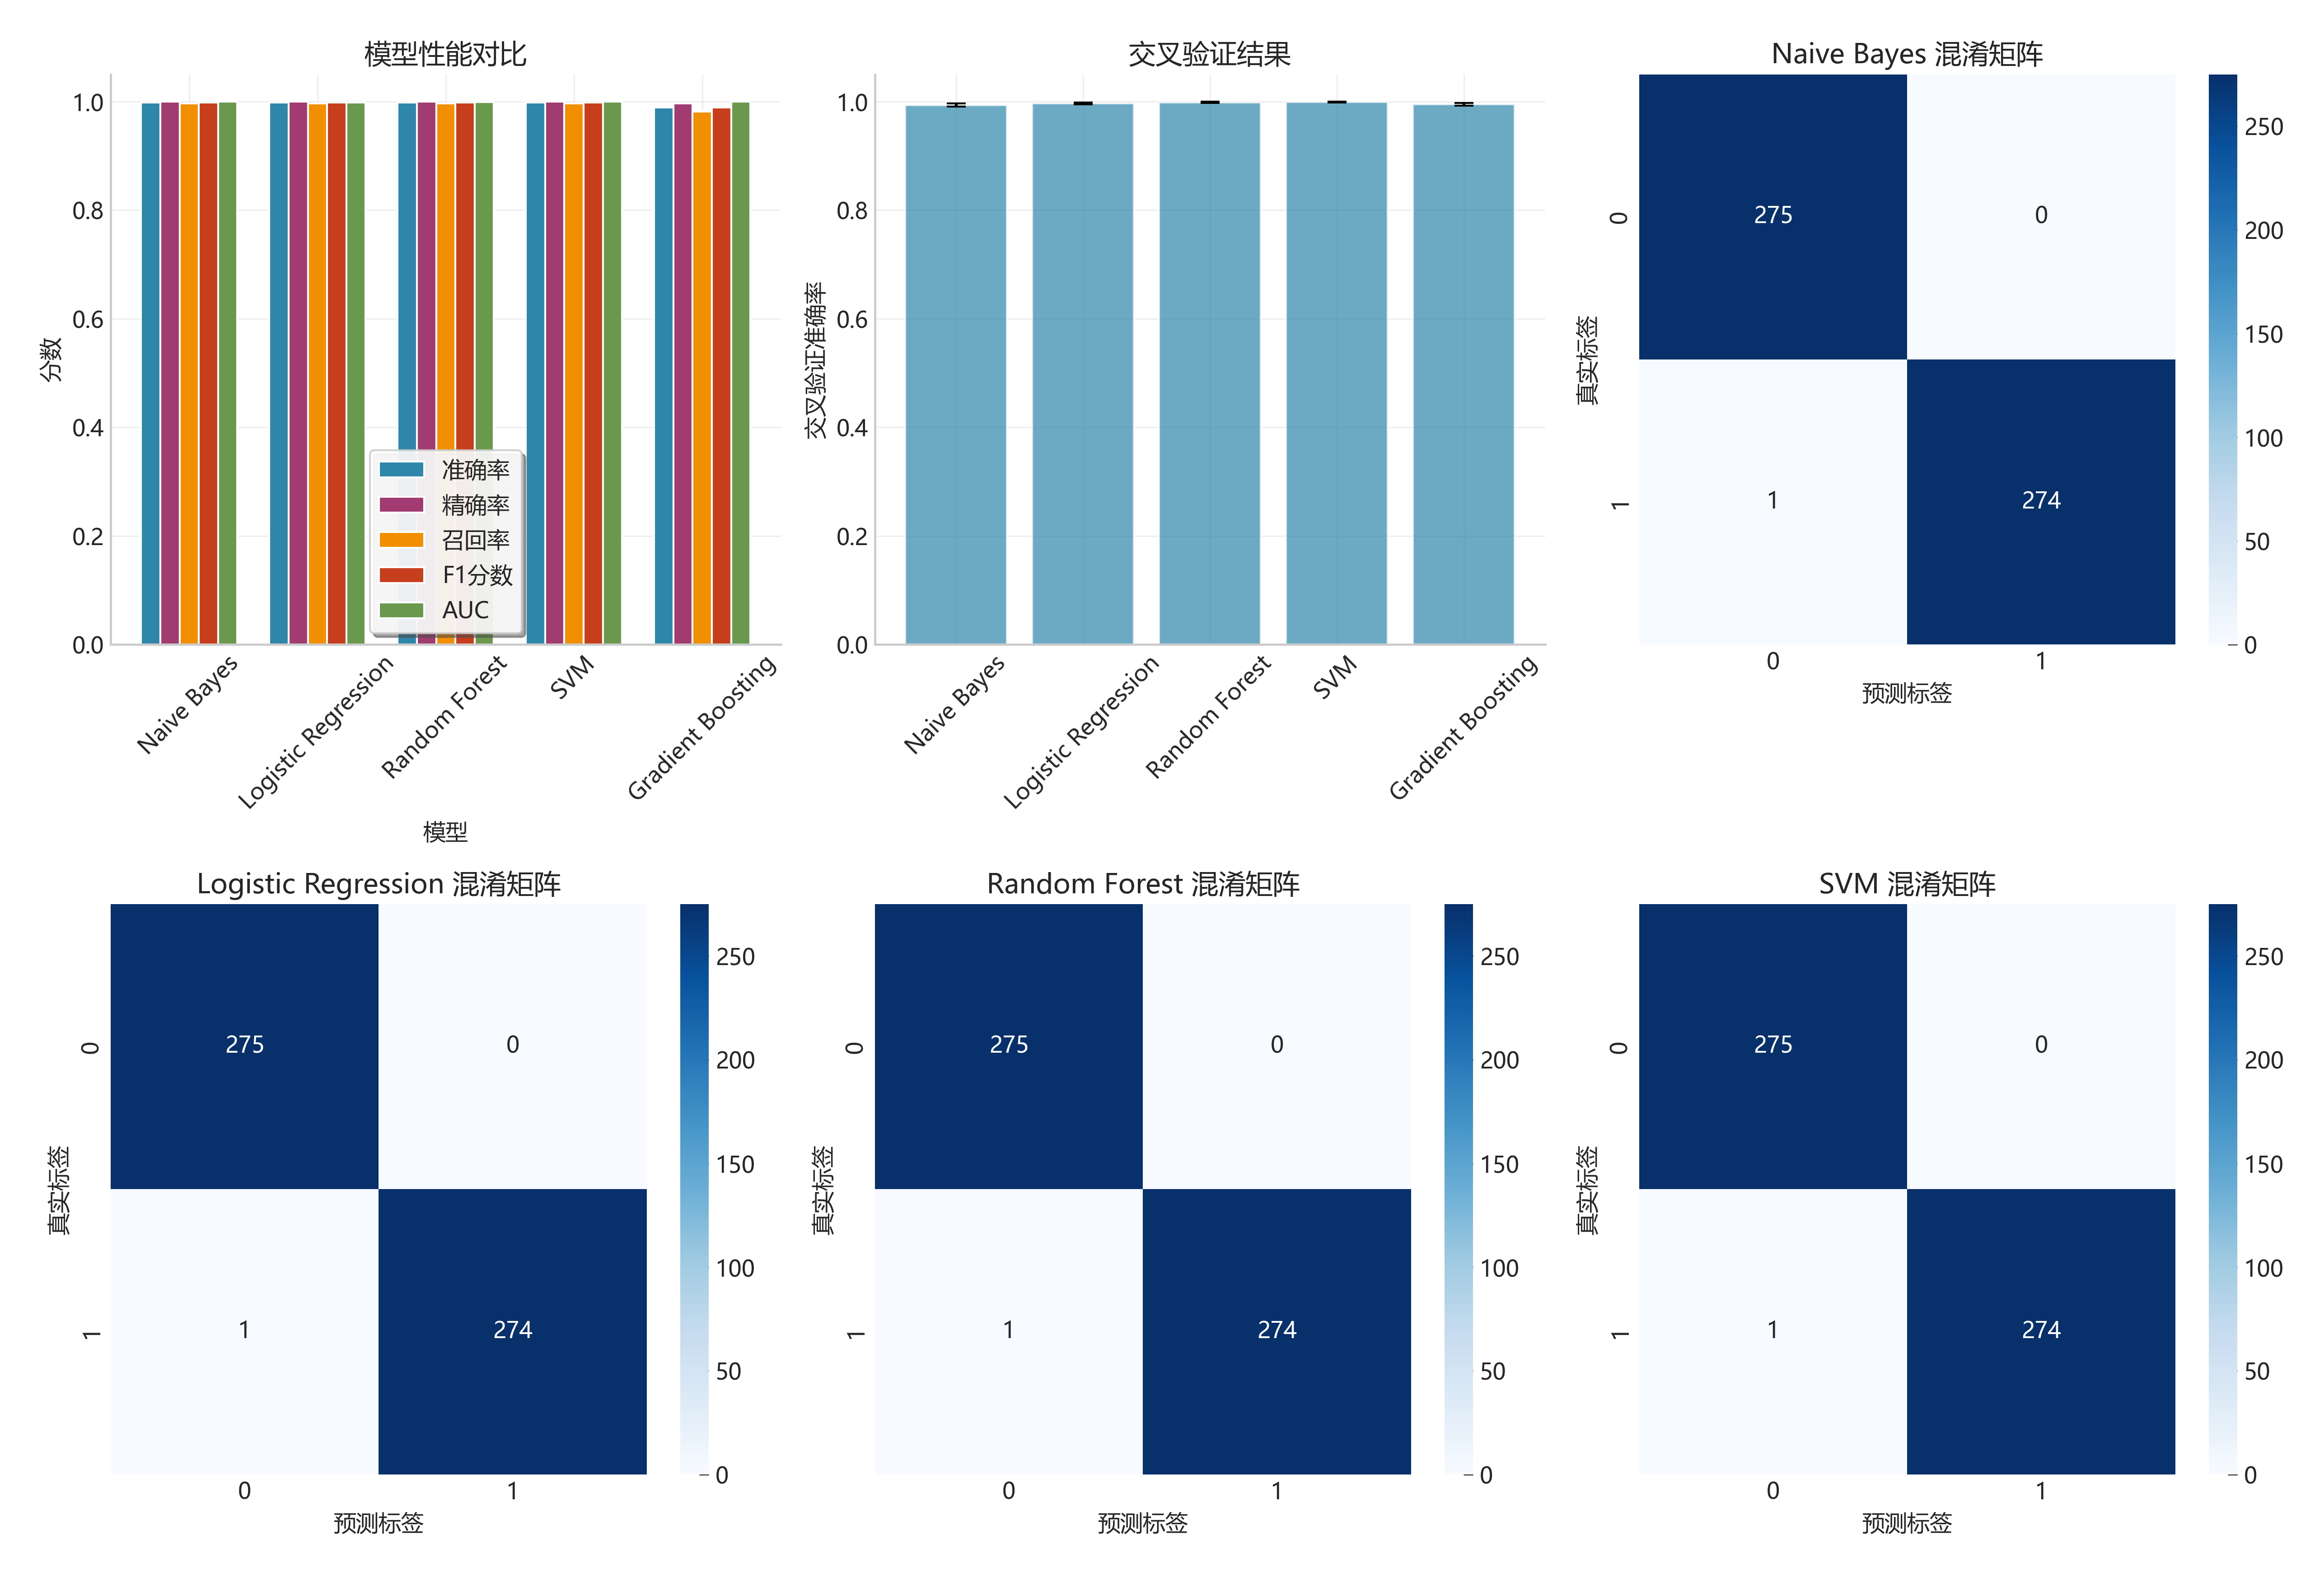 模型性能对比
1.0
0.8
0.6
0.4
0.2
0.0
分数
准确率
精确率
召回率
F1分数
AUC
Naive Bayes
Logistic Regression
Random Forest
SVM
Gradient Boosting
模型
交叉验证结果
1.0
0.8
0.6
0.4
0.2
0.0
交叉验证准确率
Naive Bayes
Logistic Regression
Random Forest
SVM
Gradient Boosting
Naive Bayes 混淆矩阵
275 0
1 274
0
1
真实标签
0 1
预测标签
250
200
150
100
50
0
Logistic Regression 混淆矩阵
275 0
1 274
0
1
真实标签
0 1
预测标签
250
200
150
100
50
0
Random Forest 混淆矩阵
275 0
1 274
0
1
真实标签
0 1
预测标签
250
200
150
100
50
0
SVM 混淆矩阵
275 0
1 274
0
1
真实标签
0 1
预测标签
250
200
150
100
50
0